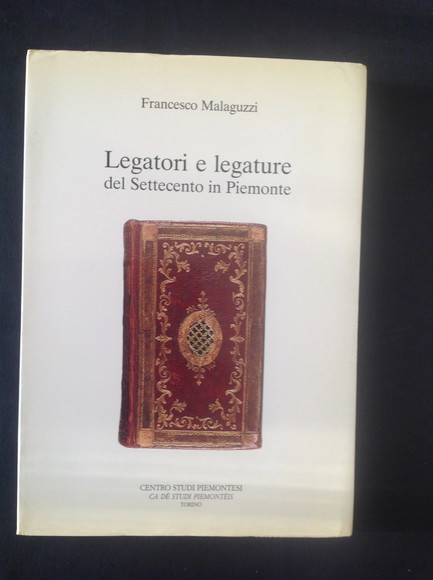 Francesco Malaguzzi
Legatori e legature
del Settecento in Piemonte
CENTRO STUDI PIEMONTESI
CA DË STUDI PIEMONTÈIS
TORINO